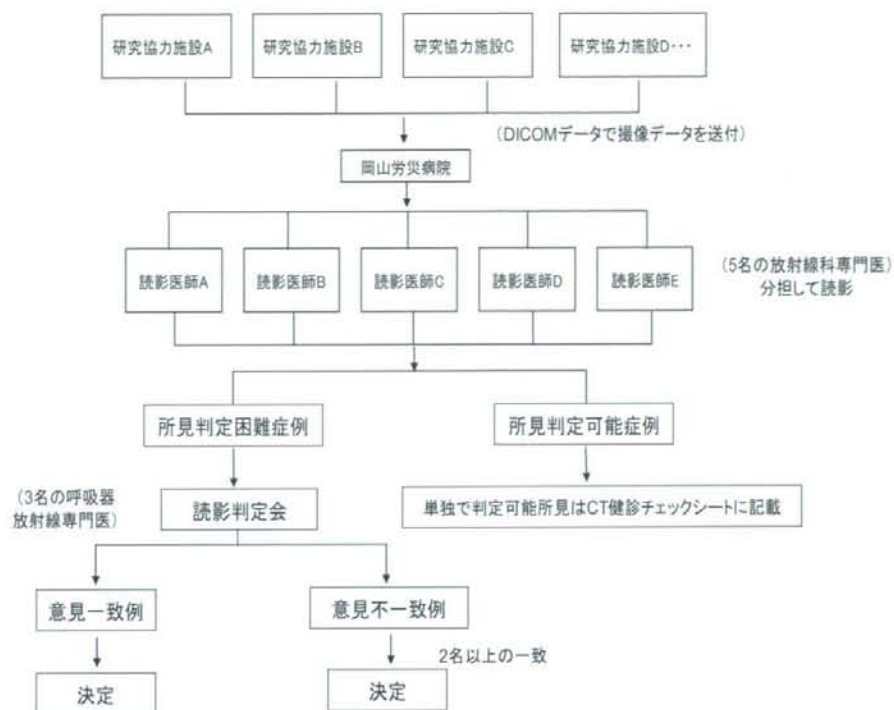 研究協力施設A
研究協力施設B
研究協力施設C
研究協力施設D･･･
(DICOMデータで撮像データを送付)
岡山労災病院
読影医師A
読影医師B
読影医師C
読影医師D
読影医師E
(5名の放射線科専門医)
分担して読影
所見判定困難症例
所見判定可能症例
(3名の呼吸器
放射線専門医)
読影判定会
単独で判定可能所見はCT健診チェックシートに記載
意見一致例
意見不一致例
2名以上の一致
決定
決定